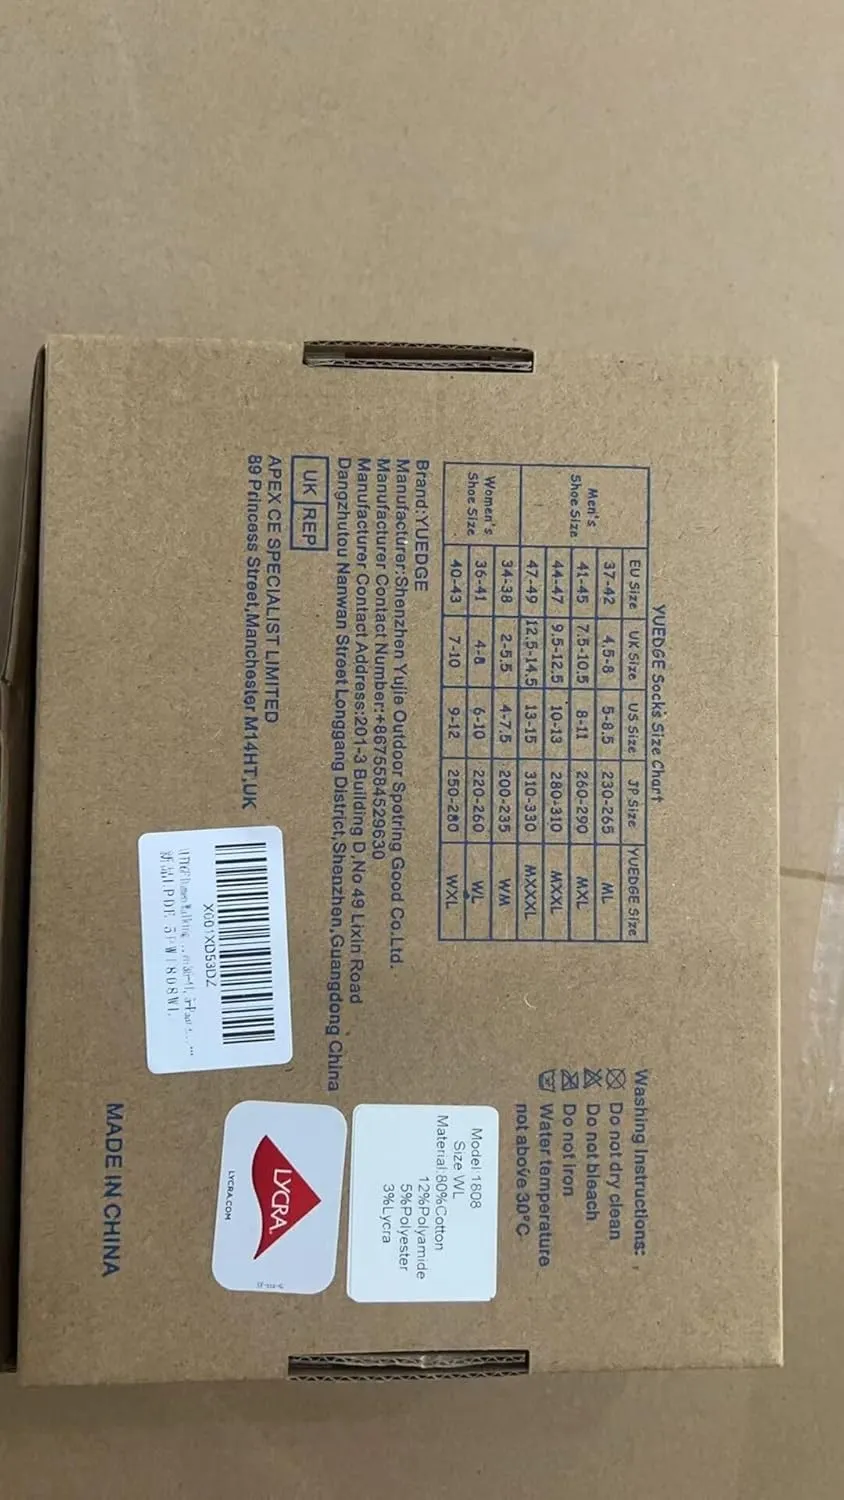 YUEDGE Socks Size Chart
EU Size UK Size US Size JP Size YUEDGE Size
Men's Shoe Size
37-42 4.5-8 5-8.5 230-265 ML
41-45 7.5-10.5 8-11 260-290 MXL
44-47 9.5-12.5 10-13 280-310 MXXL
47-49 12.5-14.5 13-15 310-330 MXXXL
Women's Shoe Size
34-38 2-5.5 4-7.5 200-235 WM
36-41 4-8 6-10 220-260 WL
40-43 7-10 9-12 250-280 WXL
Brand:YUEDGE
Manufacturer:Shenzhen Yujie Outdoor Spotring Good Co.Ltd.
Manufacturer Contact Number:+8675584529630
Manufacturer Contact Address:201-3 Building D,No 49 Lixin Road
Dangzhutou Nanwan Street Longgang District,Shenzhen,Guangdong China
UK REP
APEX CE SPECIALIST LIMITED
89 Princess Street,Manchester M14HT,UK
Washing Instructions:
Do not dry clean
Do not bleach
Do not iron
Water temperature
not above 30°C
Model 1808
Size WL
Material:80%Cotton
12%Polyamide
5%Polyester
3%Lycra
X001XD53DZ
LYCRA.
LYCRA.COM
MADE IN CHINA